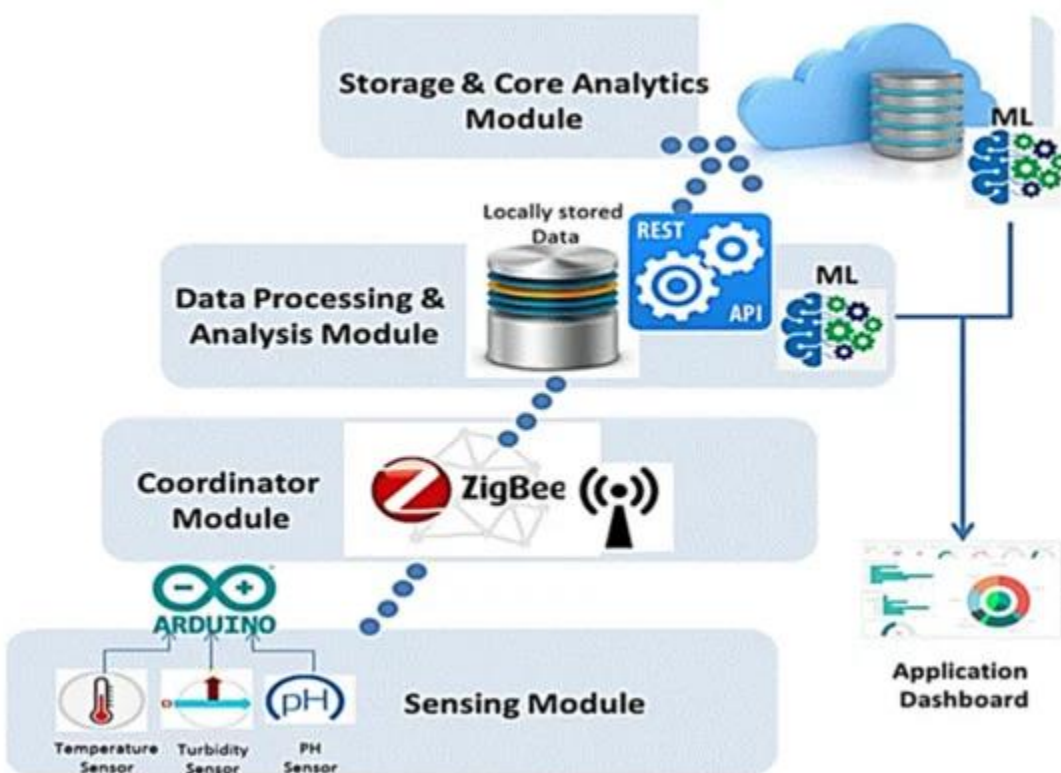 Storage & Core Analytics
Module
ML
Locally stored
Data
REST
API
ML
Data Processing &
Analysis Module
Coordinator
Module
ZigBee
ARDUINO
Sensing Module
pH
Temperature
Sensor
Turbidity
Sensor
PH
Sensor
Application
Dashboard